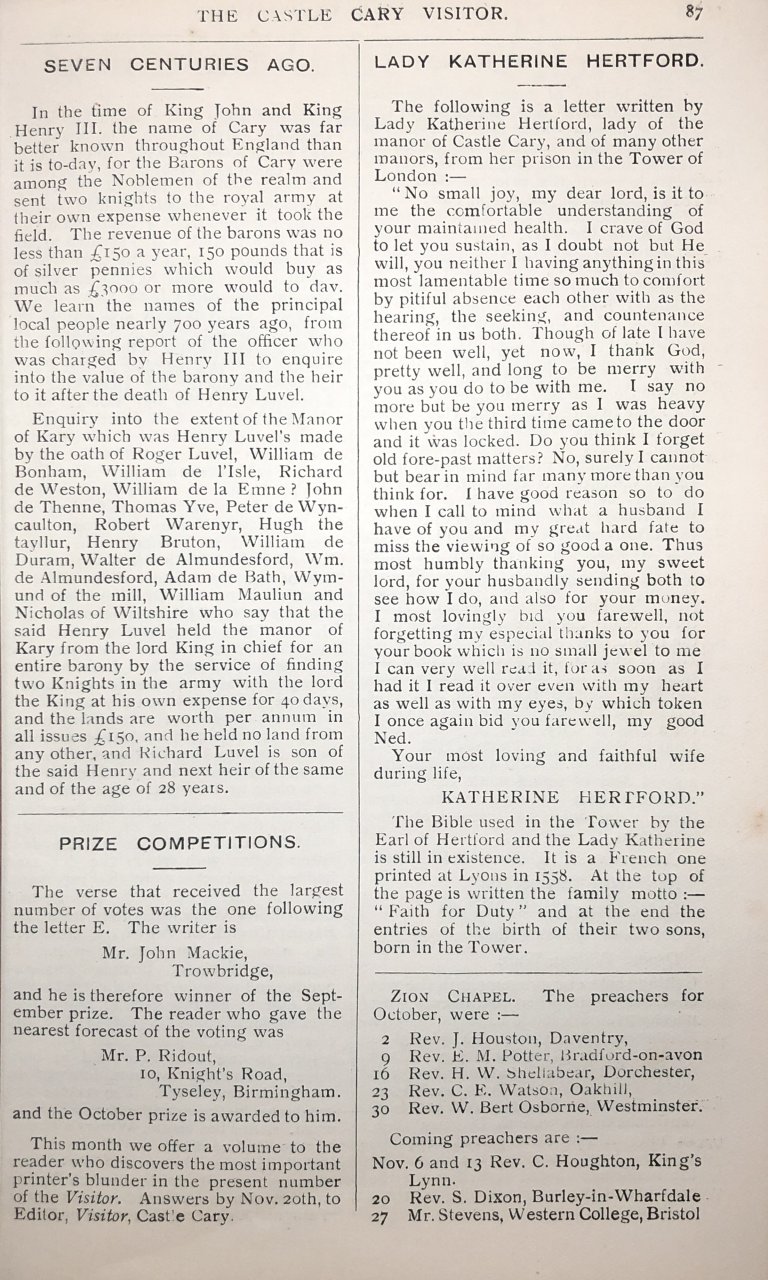 THE CASTLE CARY VISITOR. 87
SEVEN CENTURIES AGO.
In the time of King John and King
Henry III. the name of Cary was far
better known throughout England than
it is to-day, for the Barons of Cary were
among the Noblemen of the realm and
sent two knights to the royal army at
their own expense whenever it took the
field. The revenue of the barons was no
less than £150 a year, 150 pounds that is
of silver pennies which would buy as
much as £3000 or more would to day.
We learn the names of the principal
local people nearly 700 years ago, from
the following report of the officer who
was charged by Henry III to enquire
into the value of the barony and the heir
to it after the death of Henry Luvel.
Enquiry into the extent of the Manor
of Kary which was Henry Luvel's made
by the oath of Roger Luvel, William de
Bonham, William de l'Isle, Richard
de Weston, William de la Emne ? John
de Thenne, Thomas Yve, Peter de Wyn-
caulton, Robert Warenyr, Hugh the
tayllur, Henry Bruton, William de
Duram, Walter de Almundesford, Wm.
de Almundesford, Adam de Bath, Wym-
und of the mill, William Mauliun and
Nicholas of Wiltshire who say that the
said Henry Luvel held the manor of
Kary from the lord King in chief for an
entire barony by the service of finding
two Knights in the army with the lord
the King at his own expense for 40 days,
and the lands are worth per annum in
all issues £150, and he held no land from
any other, and Richard Luvel is son of
the said Henry and next heir of the same
and of the age of 28 years.
PRIZE COMPETITIONS.
The verse that received the largest
number of votes was the one following
the letter E. The writer is
Mr. John Mackie,
Trowbridge,
and he is therefore winner of the Sept-
ember prize. The reader who gave the
nearest forecast of the voting was
Mr. P. Ridout,
10, Knight's Road,
Tyseley, Birmingham.
and the October prize is awarded to him.
This month we offer a volume to the
reader who discovers the most important
printer's blunder in the present number
of the Visitor. Answers by Nov. 20th, to
Editor, Visitor, Cast'e Cary.
LADY KATHERINE HERTFORD.
The following is a letter written by
Lady Katherine Hertford, lady of the
manor of Castle Cary, and of many other
manors, from her prison in the Tower of
London :—
"No small joy, my dear lord, is it to
me the comfortable understanding of
your maintained health. I crave of God
to let you sustain, as I doubt not but He
will, you neither I having anything in this
most lamentable time so much to comfort
by pitiful absence each other with as the
hearing, the seeking, and countenance
thereof in us both. Though of late I have
not been well, yet now, I thank God,
pretty well, and long to be merry with
you as you do to be with me. I say no
more but be you merry as I was heavy
when you the third time came to the door
and it was locked. Do you think I forget
old fore-past matters? No, surely I cannot
but bear in mind far many more than you
think for. I have good reason so to do
when I call to mind what a husband I
have of you and my great hard fate to
miss the viewing of so good a one. Thus
most humbly thanking you, my sweet
lord, for your husbandly sending both to
see how I do, and also for your money.
I most lovingly bid you farewell, not
forgetting my especial thanks to you for
your book which is no small jewel to me
I can very well read it, for as soon as I
had it I read it over even with my heart
as well as with my eyes, by which token
I once again bid you farewell, my good
Ned.
Your most loving and faithful wife
during life,
KATHERINE HERTFORD."
The Bible used in the Tower by the
Earl of Hertford and the Lady Katherine
is still in existence. It is a French one
printed at Lyons in 1558. At the top of
the page is written the family motto :—
"Faith for Duty" and at the end the
entries of the birth of their two sons,
born in the Tower.
ZION CHAPEL. The preachers for
October, were :—
2 Rev. J. Houston, Daventry,
9 Rev. E. M. Potter, Bradford-on-avon
16 Rev. H. W. Shellabear, Dorchester,
23 Rev. C. E. Watson, Oakhill,
30 Rev. W. Bert Osborne, Westminster.
Coming preachers are :—
Nov. 6 and 13 Rev. C. Houghton, King's
Lynn.
20 Rev. S. Dixon, Burley-in-Wharfdale
27 Mr. Stevens, Western College, Bristol